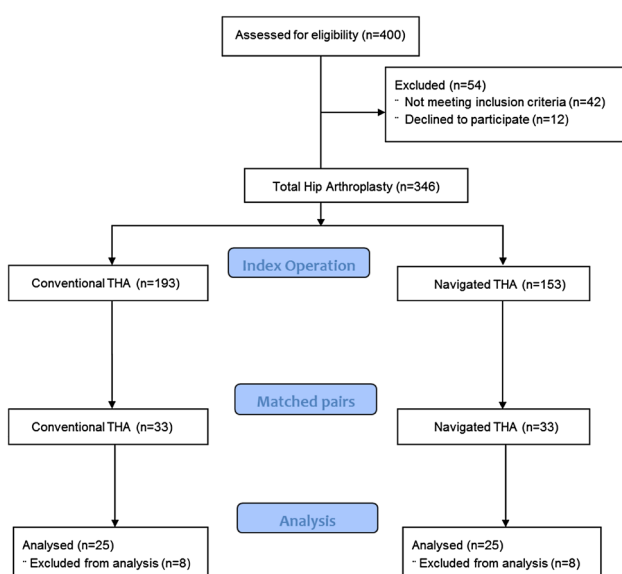 Assessed for eligibility (n=400)
Excluded (n=54)
¨ Not meeting inclusion criteria (n=42)
¨ Declined to participate (n=12)
Total Hip Arthroplasty (n=346)
Index Operation
Conventional THA (n=193)
Navigated THA (n=153)
Matched pairs
Conventional THA (n=33)
Navigated THA (n=33)
Analysis
Analysed (n=25)
¨ Excluded from analysis (n=8)
Analysed (n=25)
¨ Excluded from analysis (n=8)